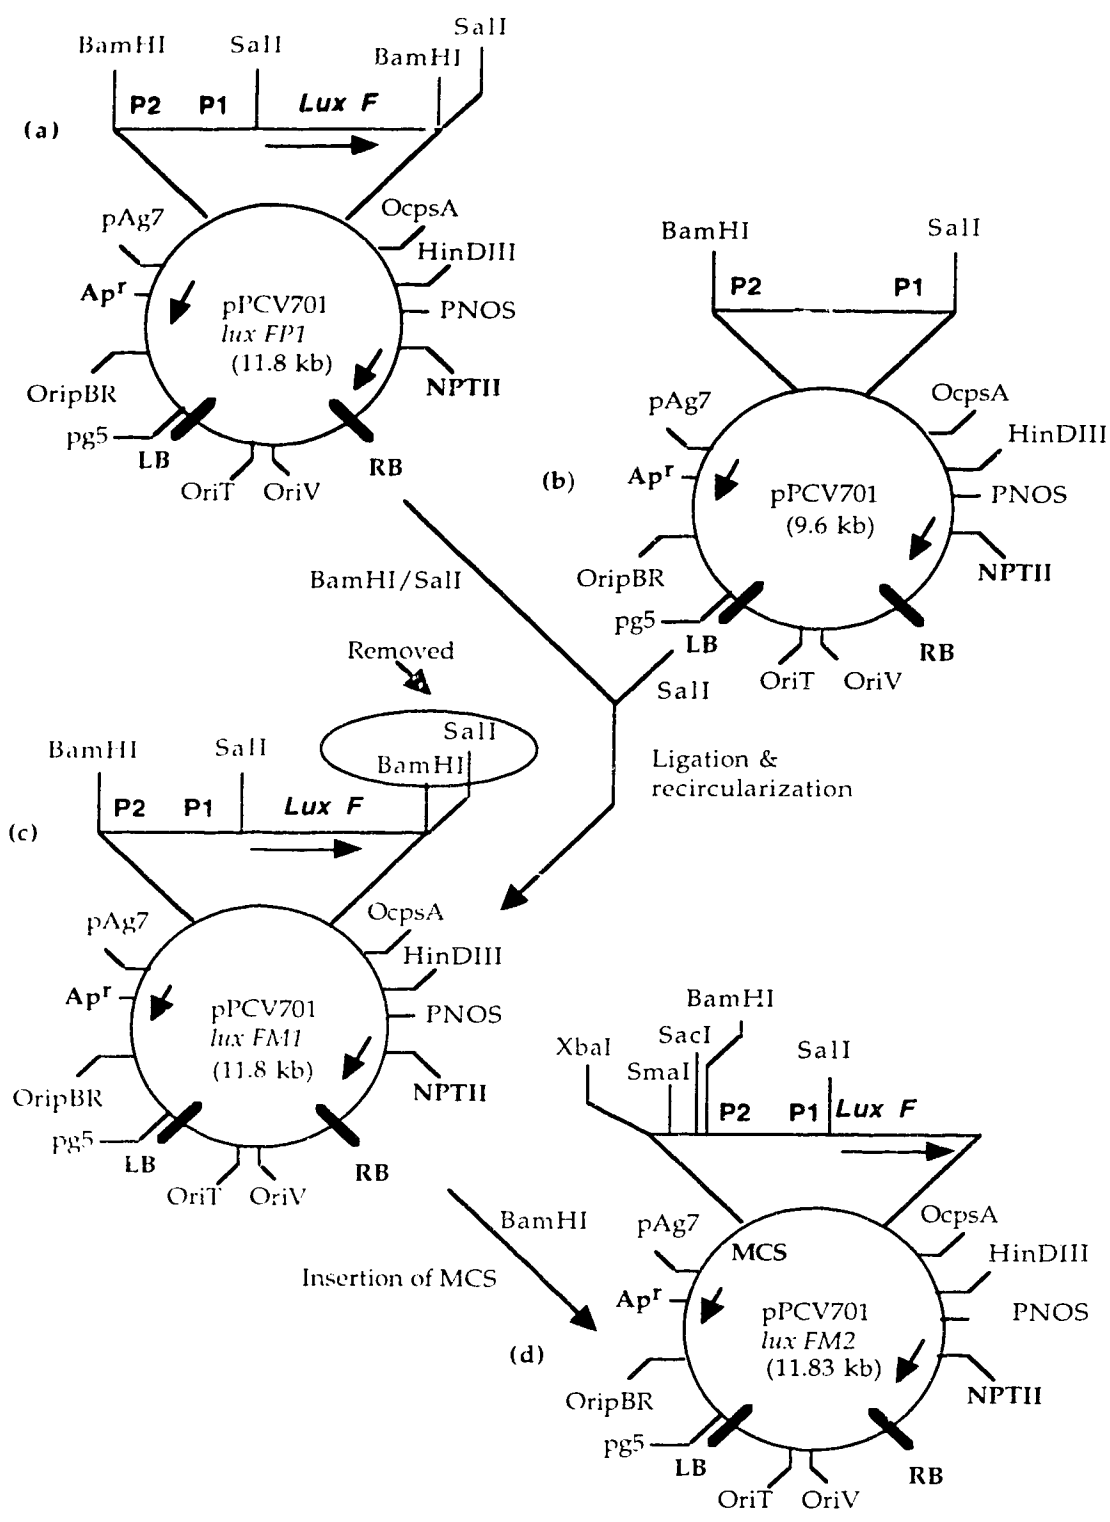 (a)
BamHI
SalI
BamHI
SalI
P2
P1
Lux F
pAg7
Apr
OripBR
pg5
LB
OriT
OriV
RB
NPTII
PNOS
HinDIII
OcpsA
pPCV701
lux FP1
(11.8 kb)
(b)
BamHI
SalI
P2
P1
pAg7
Apr
OripBR
pg5
LB
OriT
OriV
RB
NPTII
PNOS
HinDIII
OcpsA
pPCV701
(9.6 kb)
BamHI/SalI
SalI
Ligation &
recircularization
Removed
(c)
BamHI
SalI
BamHI
SalI
P2
P1
Lux F
pAg7
Apr
OripBR
pg5
LB
OriT
OriV
RB
NPTII
PNOS
HinDIII
OcpsA
pPCV701
lux FM1
(11.8 kb)
BamHI
Insertion of MCS
(d)
XbaI
SmaI
SacI
BamHI
SalI
P2
P1
Lux F
MCS
pAg7
Apr
OripBR
pg5
LB
OriT
OriV
RB
NPTII
PNOS
HinDIII
OcpsA
pPCV701
lux FM2
(11.83 kb)